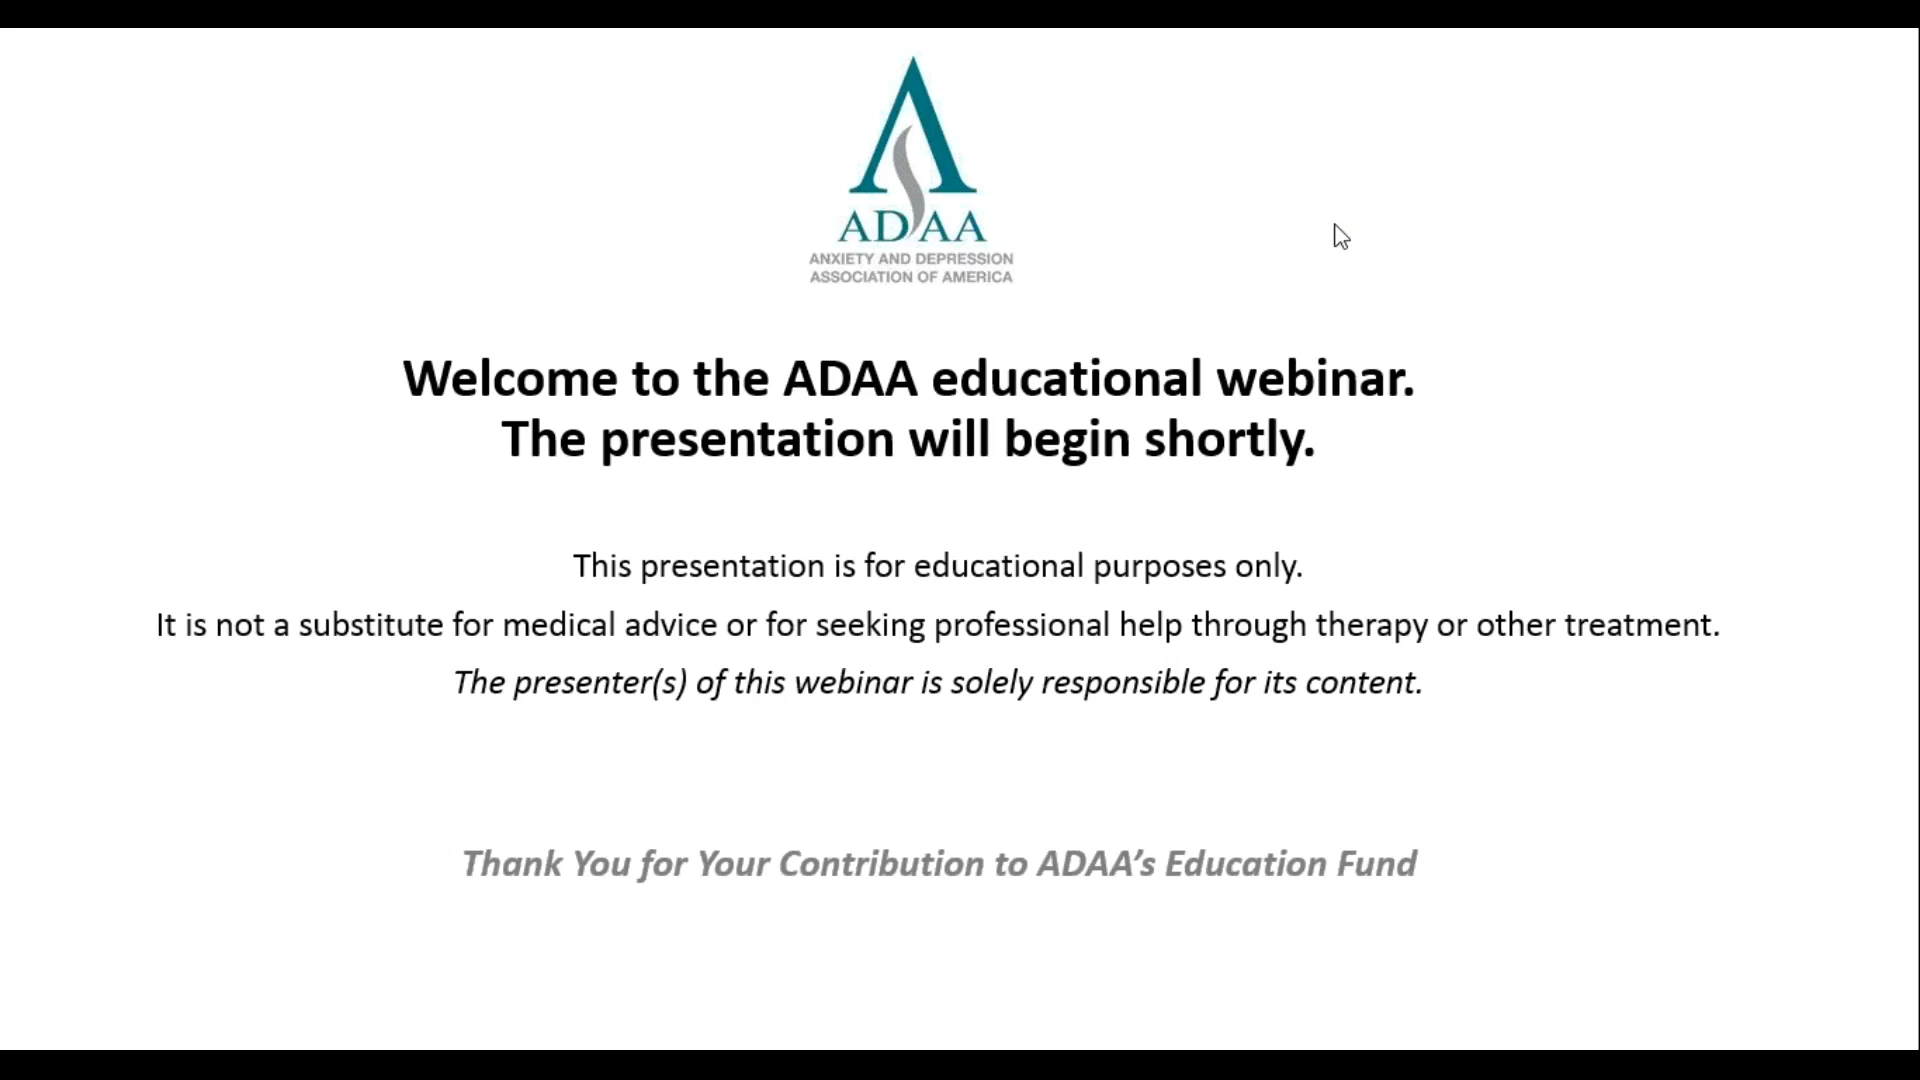 ADAA
ANXIETY AND DEPRESSION
ASSOCIATION OF AMERICA
Welcome to the ADAA educational webinar.
The presentation will begin shortly.
This presentation is for educational purposes only.
It is not a substitute for medical advice or for seeking professional help through therapy or other treatment.
The presenter(s) of this webinar is solely responsible for its content.
Thank You for Your Contribution to ADAA’s Education Fund